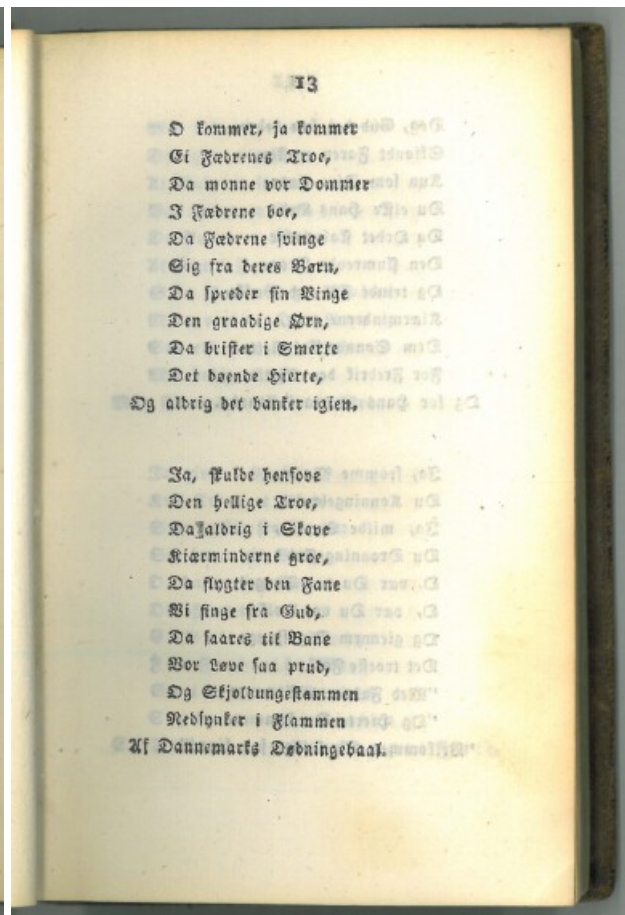 13
O kommer, ja kommer
Ei Fædrenes Troe,
Da monne vor Dommer
I Fædrene boe,
Da Fædrene svinge
Sig fra deres Børn,
Da spreder sin Vinge
Den graadige Ørn,
Da brister i Smerte
Det døende Hierte,
Og aldrig det banker igien.
Ja, skulde hensove
Den hellige Troe,
Da aldrig i Skove
Kiærminderne groe,
Da flygter den Fane
Vi finge fra Gud,
Da saares til Bane
Vor Løve saa prud,
Og Skjoldungestammen
Nedsynker i Flammen
Af Dannemarks Dødningebaal.